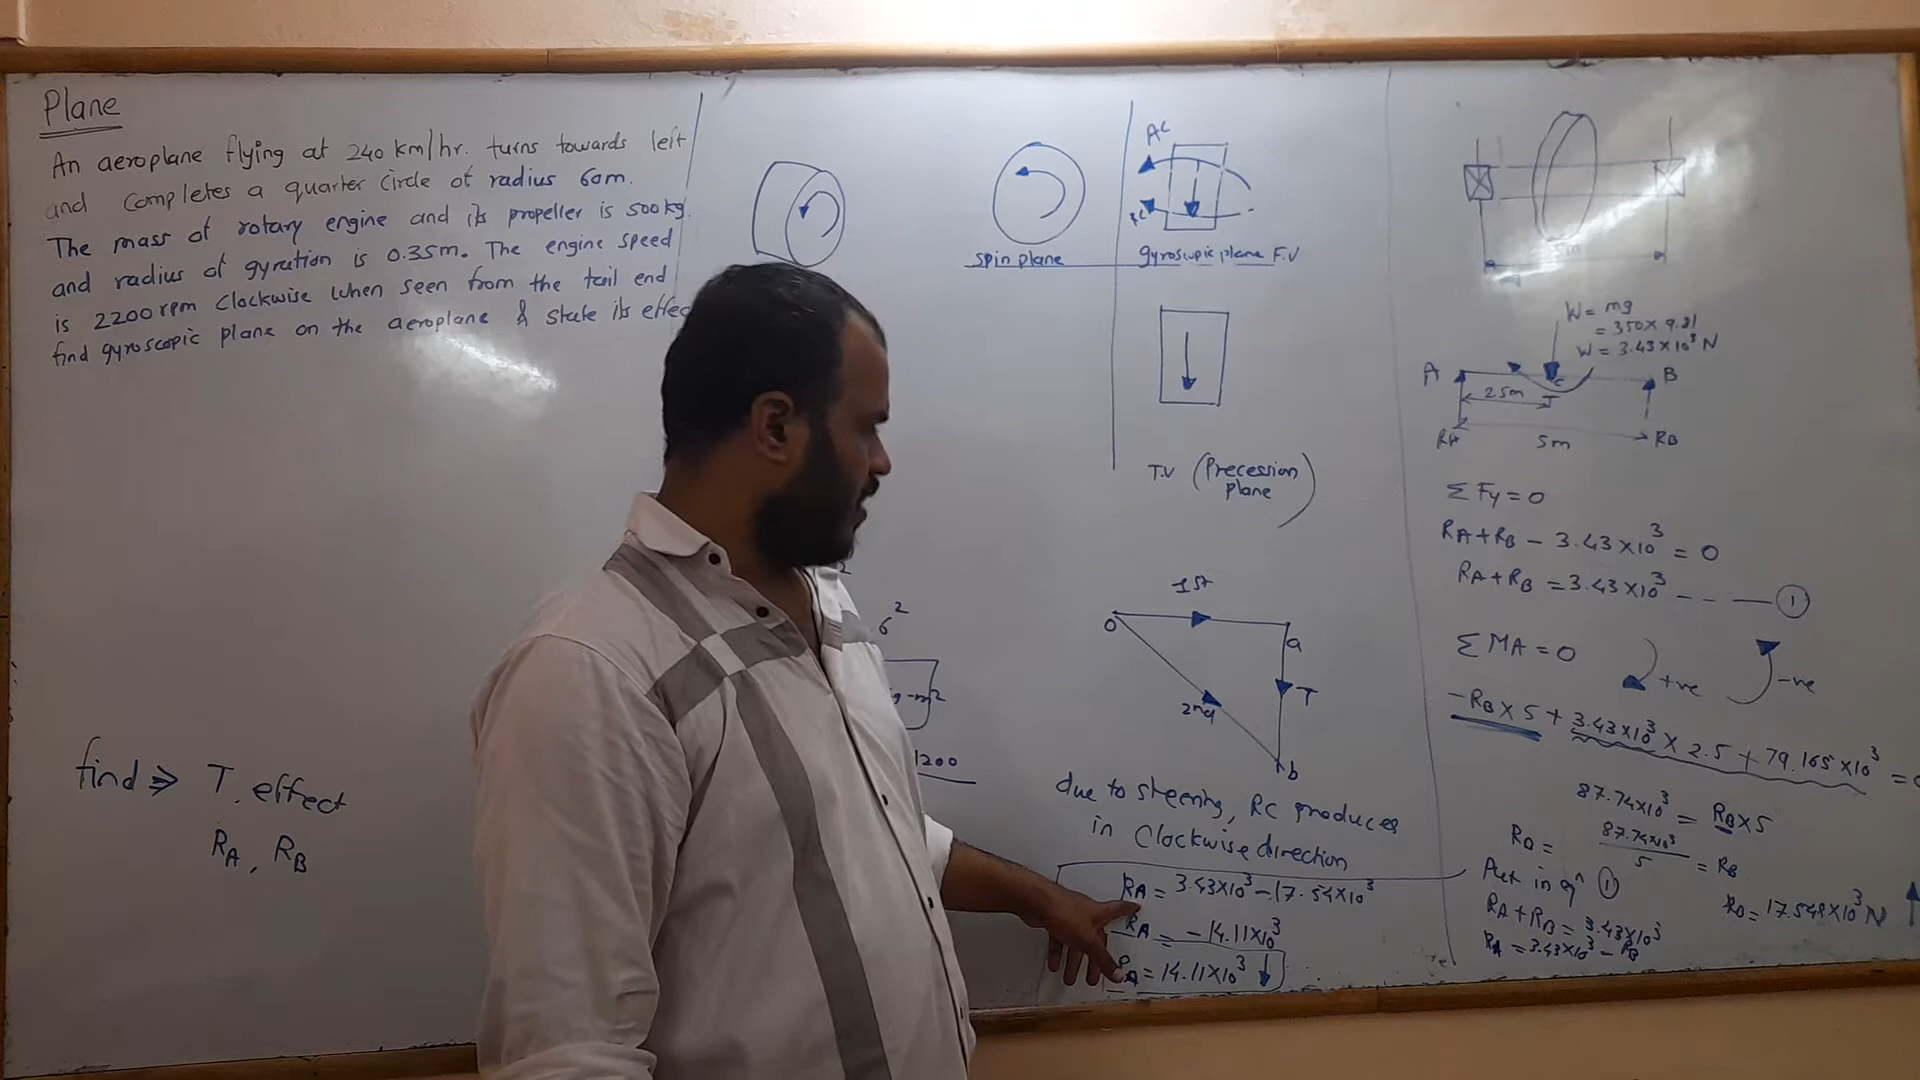 Plane
An aeroplane flying at 240 km/hr. turns towards left
and completes a quarter circle of radius 60m.
The mass of rotary engine and its propeller is 500kg.
and radius of gyration is 0.35m. The engine speed
is 2200 rpm clockwise when seen from the tail end
find gyroscopic plane on the aeroplane & state its effec
find ⇒ T, effect
RA, RB
6²
g-m²
1200
spin plane
AC
RC
gyroscopic plane F.V
T.V (Precession
plane)
1st
o
a
T
2nd
b
due to steering, RC produces
in clockwise direction
RA = 3.43×10³ - 17.54×10³
RA = -14.11×10³
RA = 14.11×10³ ↓
W = mg
= 350×9.81
W = 3.43×10³ N
A
B
C
2.5m
T
RA
5m
RB
ΣFy = 0
RA+RB - 3.43×10³ = 0
RA+RB = 3.43×10³ - - — ①
ΣMA = 0
+ve
-ve
-RB×5 + 3.43×10³ × 2.5 + 79.165×10³ =
87.74×10³ = RB×5
87.74×10³/5 = RB
Put in eqⁿ ①
RA+RB = 3.43×10³
RA = 3.43×10³ - RB
RB = 17.548×10³ N ↑